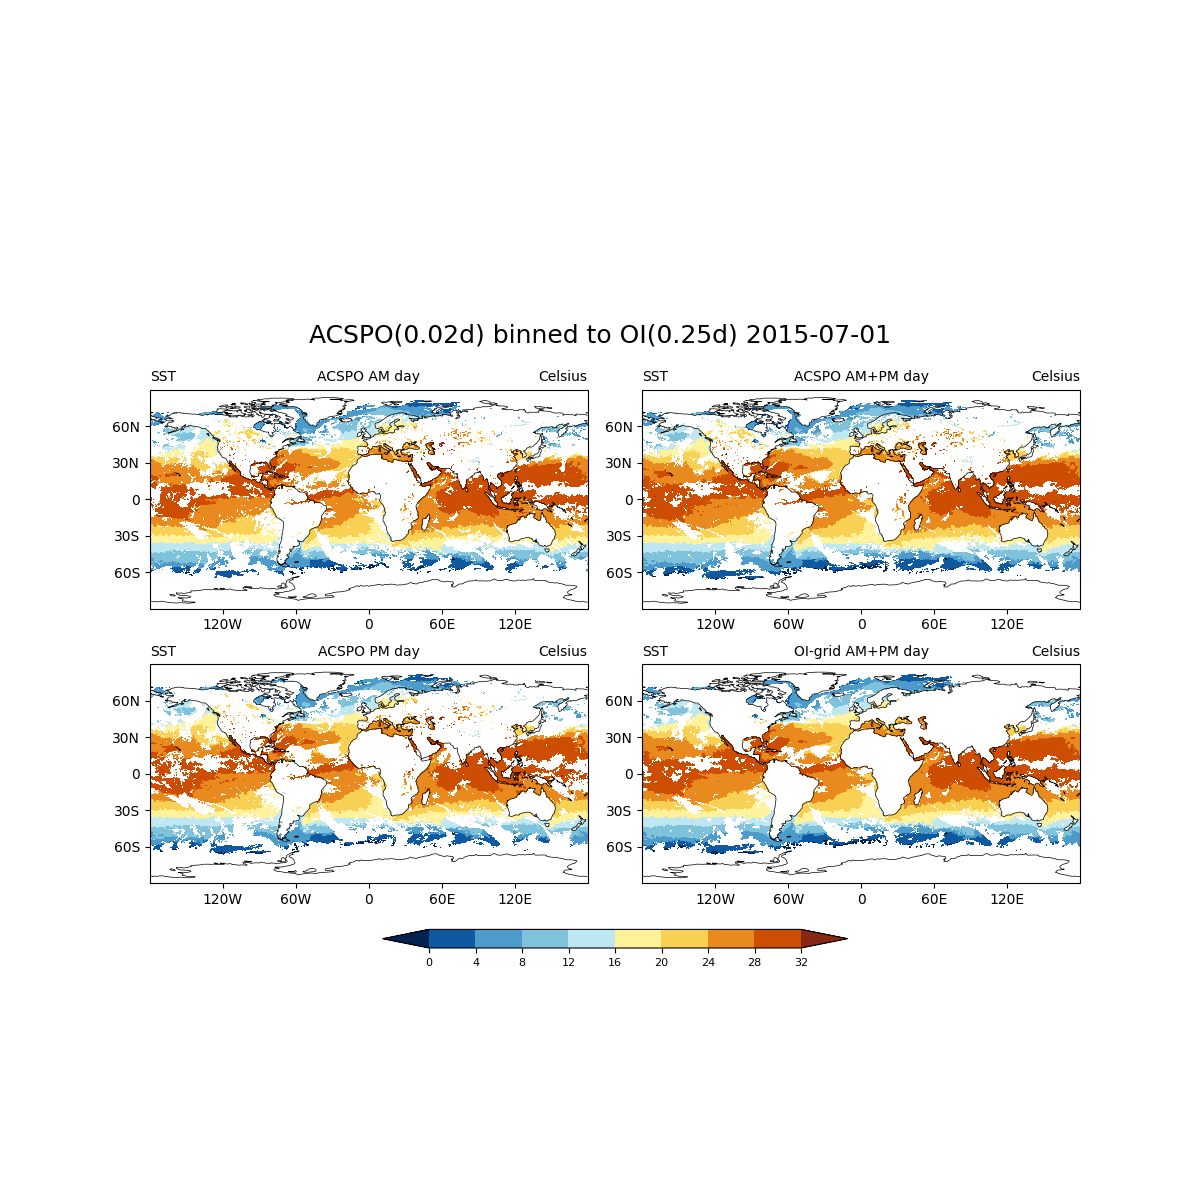 ACSPO(0.02d) binned to OI(0.25d) 2015-07-01
SST ACSPO AM day Celsius
60N
30N
0
30S
60S
120W 60W 0 60E 120E
SST ACSPO AM+PM day Celsius
60N
30N
0
30S
60S
120W 60W 0 60E 120E
SST ACSPO PM day Celsius
60N
30N
0
30S
60S
120W 60W 0 60E 120E
SST OI-grid AM+PM day Celsius
60N
30N
0
30S
60S
120W 60W 0 60E 120E
0 4 8 12 16 20 24 28 32